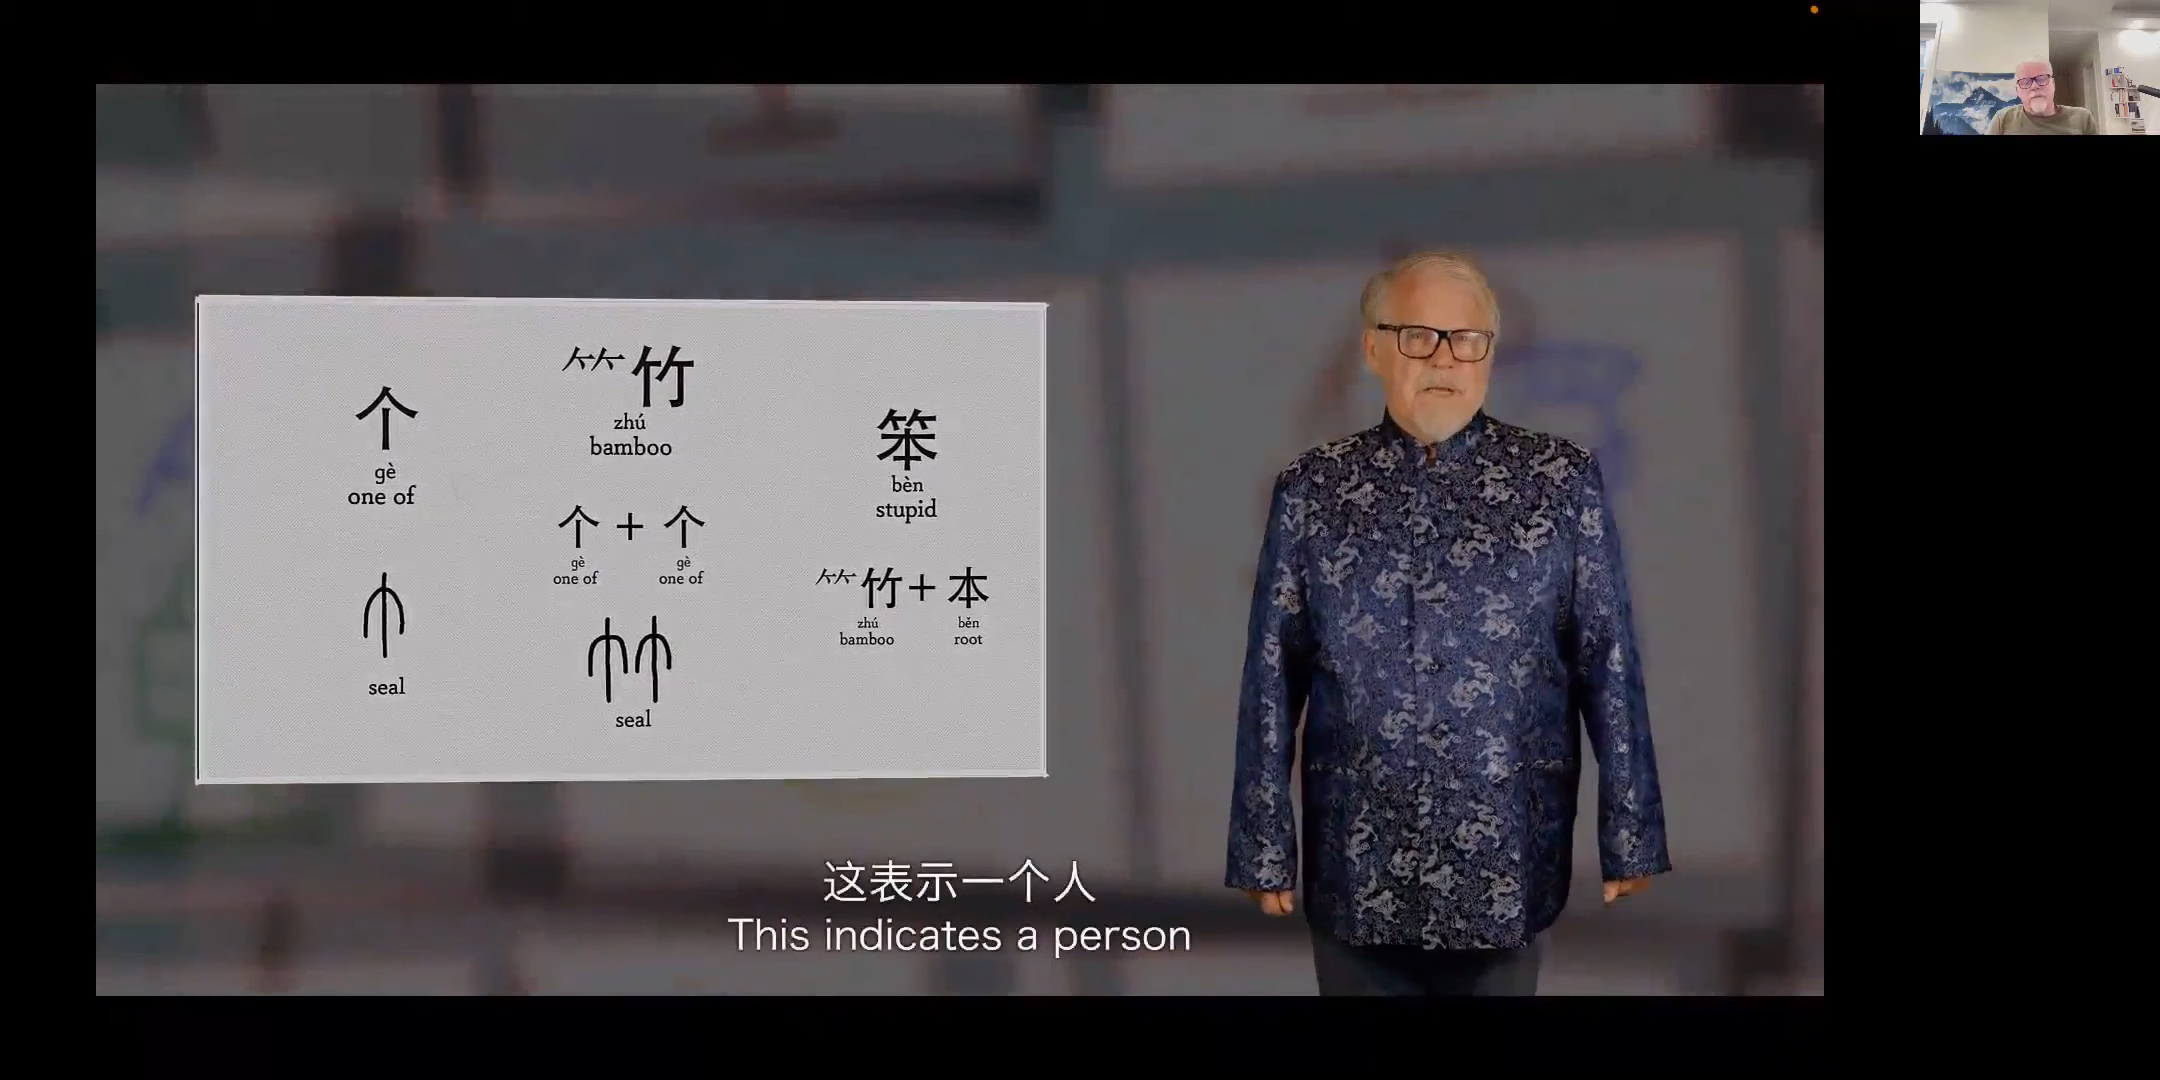 个
gè
one of
seal
⺮竹
zhú
bamboo
个 + 个
gè gè
one of one of
seal
笨
bèn
stupid
⺮竹+本
zhú běn
bamboo root
这表示一个人
This indicates a person